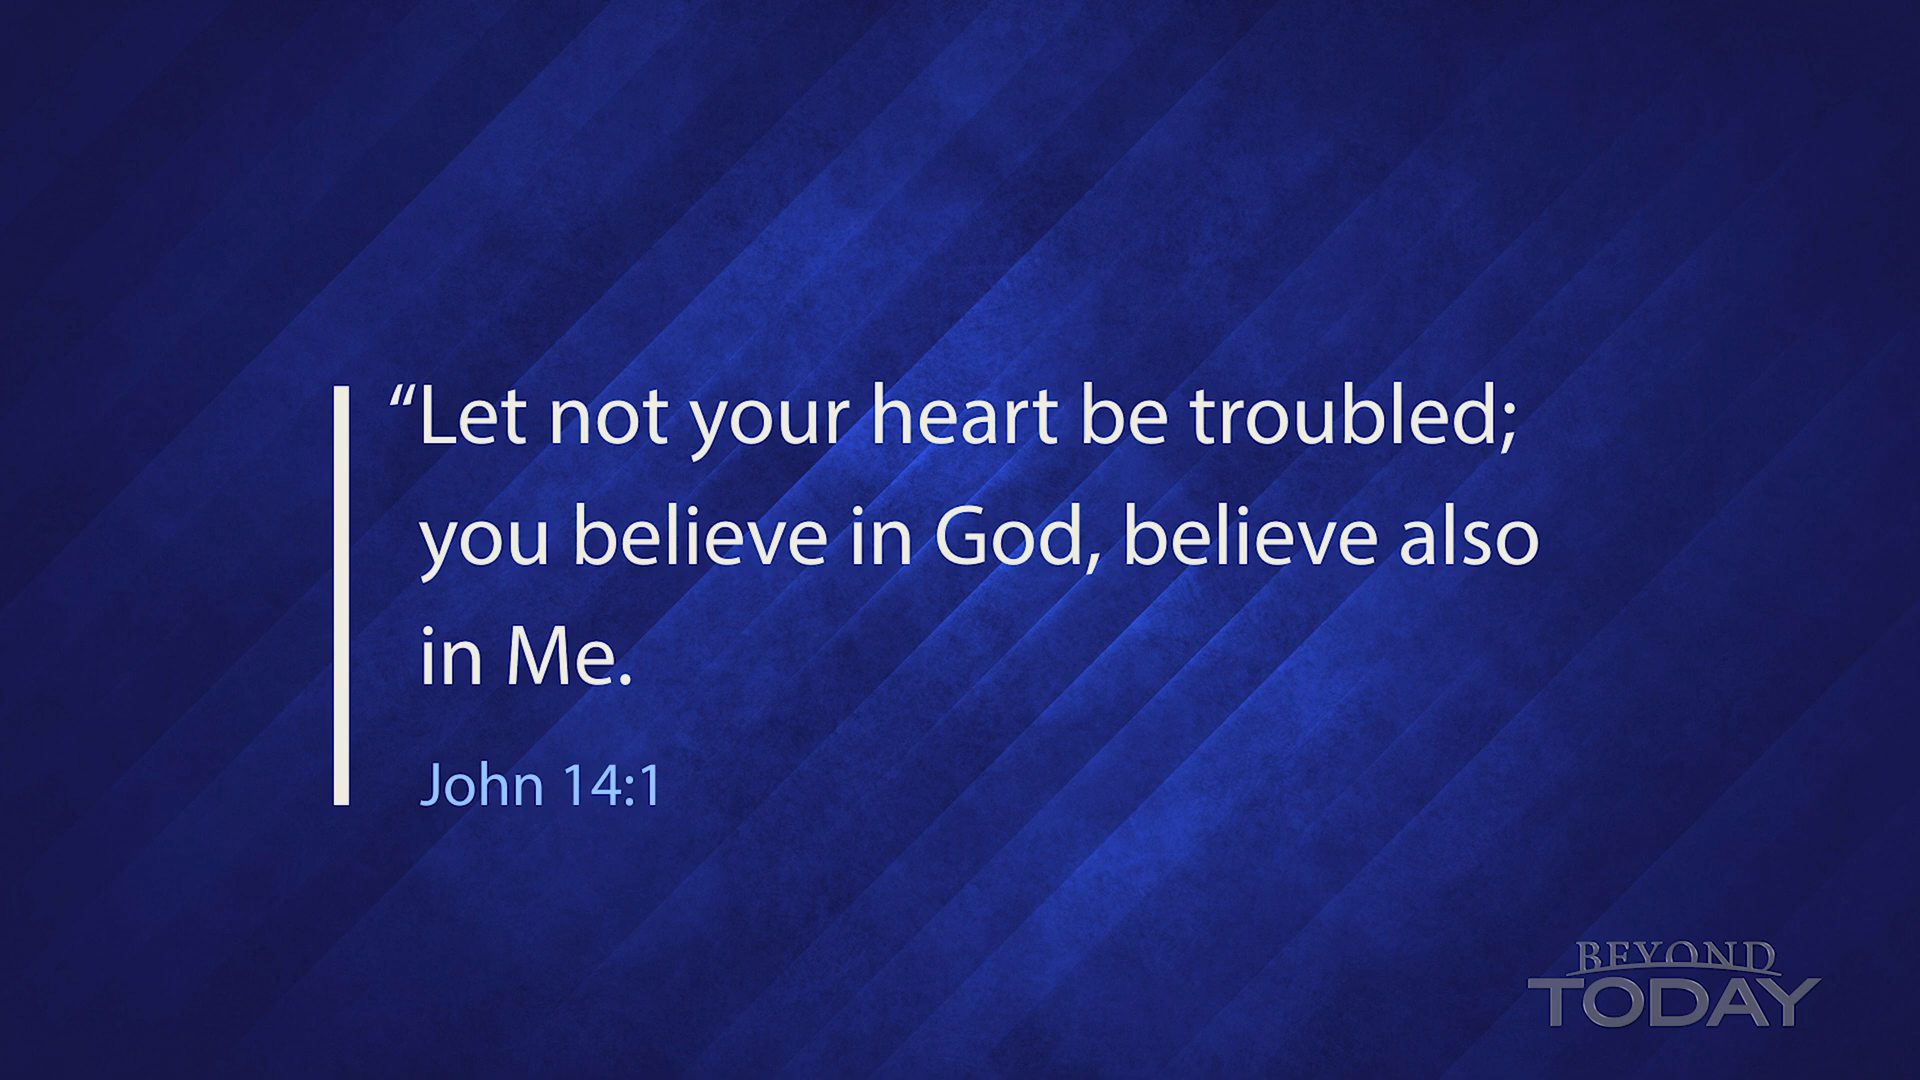 “Let not your heart be troubled;
you believe in God, believe also
in Me.
John 14:1
BEYOND
TODAY